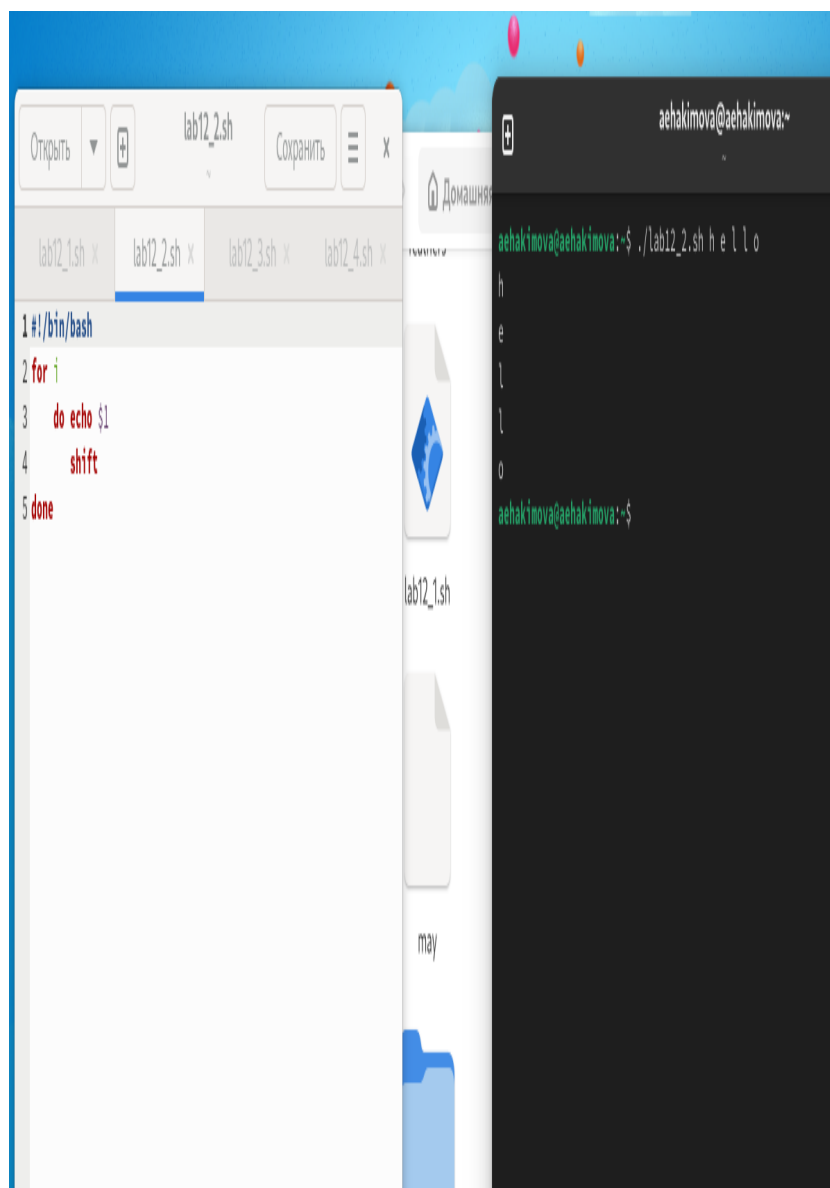 Открыть
lab12_2.sh
~
Сохранить
lab12_1.sh
lab12_2.sh
lab12_3.sh
lab12_4.sh
1 #!/bin/bash
2 for i
3 do echo $1
4 shift
5 done
Домашняя
lab12_1.sh
may
aehakimova@aehakimova:~
~
aehakimova@aehakimova:~$ ./lab12_2.sh h e l l o
h
e
l
l
o
aehakimova@aehakimova:~$